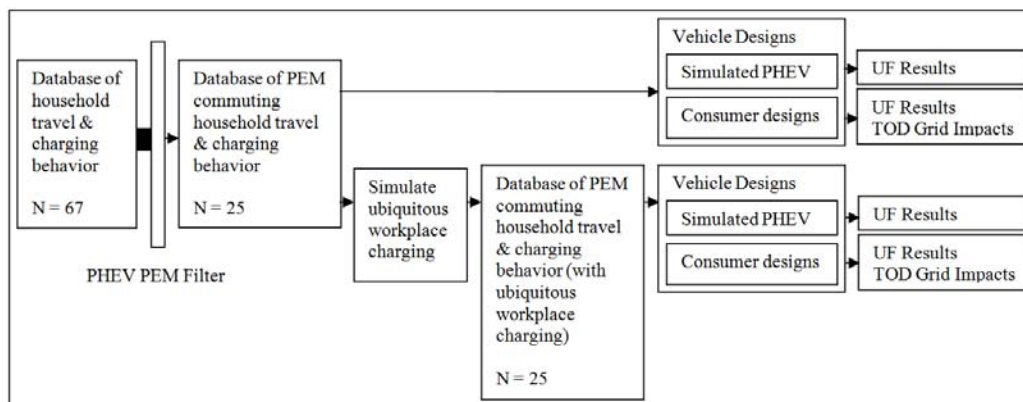 Database of
household
travel &
charging
behavior
N = 67
PHEV PEM Filter
Database of PEM
commuting
household travel
& charging
behavior
N = 25
Simulate
ubiquitous
workplace
charging
Database of PEM
commuting
household travel
& charging
behavior (with
ubiquitous
workplace
charging)
N = 25
Vehicle Designs
Simulated PHEV
Consumer designs
UF Results
UF Results
TOD Grid Impacts
Vehicle Designs
Simulated PHEV
Consumer designs
UF Results
UF Results
TOD Grid Impacts